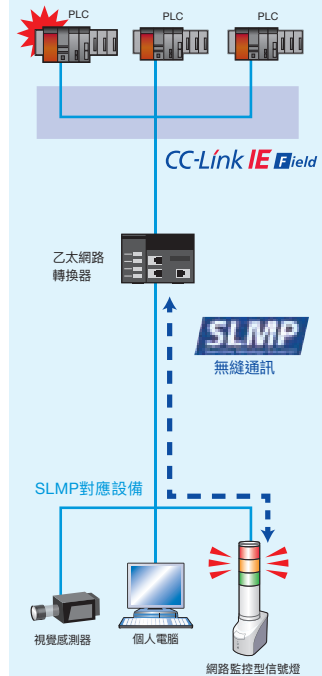 PLC PLC PLC
CC-Link IE Field
乙太網路
轉換器
SLMP
無縫通訊
SLMP對應設備
視覺感測器
個人電腦
網路監控型信號燈